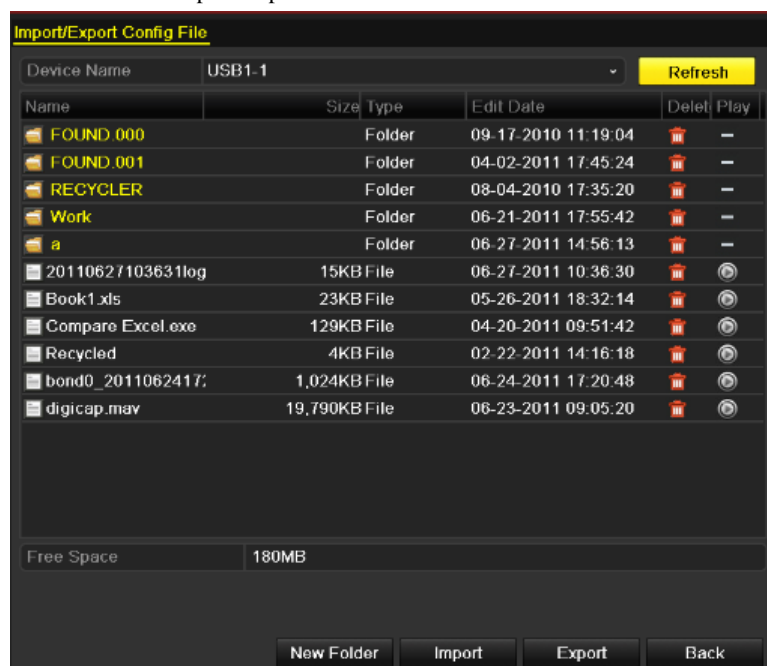 Import/Export Config File
Device Name USB1-1 Refresh
Name Size Type Edit Date Delet Play
FOUND.000 Folder 09-17-2010 11:19:04 –
FOUND.001 Folder 04-02-2011 17:45:24 –
RECYCLER Folder 08-04-2010 17:35:20 –
Work Folder 06-21-2011 17:55:42 –
a Folder 06-27-2011 14:56:13 –
20110627103631log 15KB File 06-27-2011 10:36:30
Book1.xls 23KB File 05-26-2011 18:32:14
Compare Excel.exe 129KB File 04-20-2011 09:51:42
Recycled 4KB File 02-22-2011 14:16:18
bond0_2011062417 1,024KB File 06-24-2011 17:20:48
digicap.mav 19,790KB File 06-23-2011 09:05:20
Free Space 180MB
New Folder Import Export Back